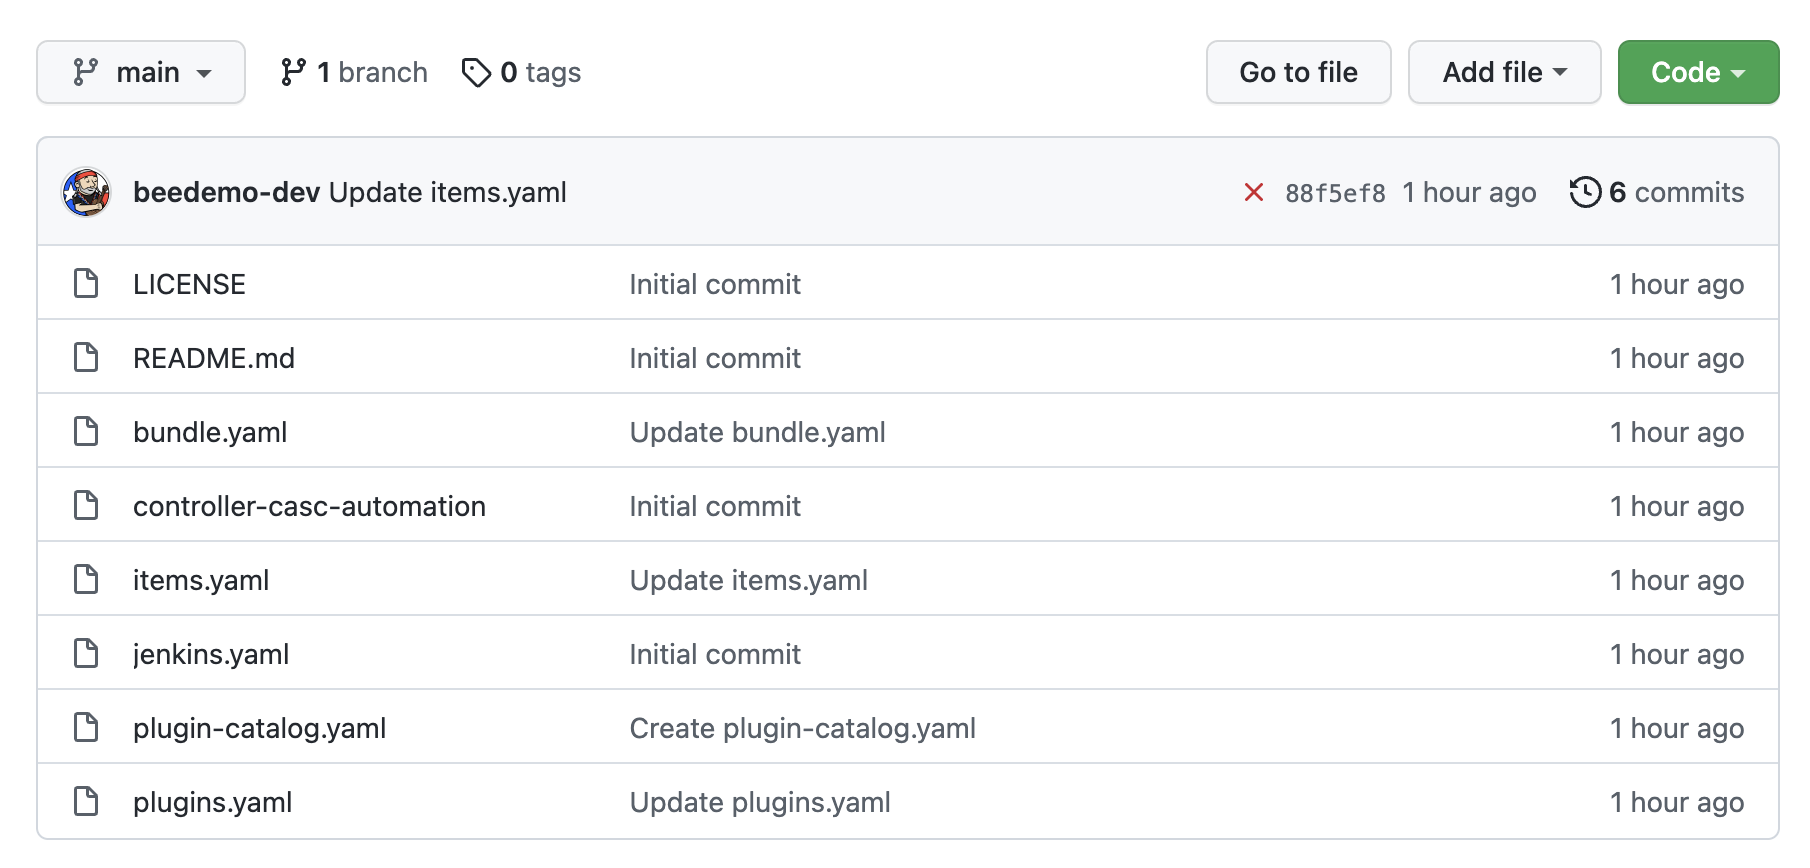 main 1 branch 0 tags Go to file Add file Code
beedemo-dev Update items.yaml 88f5ef8 1 hour ago 6 commits
LICENSE Initial commit 1 hour ago
README.md Initial commit 1 hour ago
bundle.yaml Update bundle.yaml 1 hour ago
controller-casc-automation Initial commit 1 hour ago
items.yaml Update items.yaml 1 hour ago
jenkins.yaml Initial commit 1 hour ago
plugin-catalog.yaml Create plugin-catalog.yaml 1 hour ago
plugins.yaml Update plugins.yaml 1 hour ago